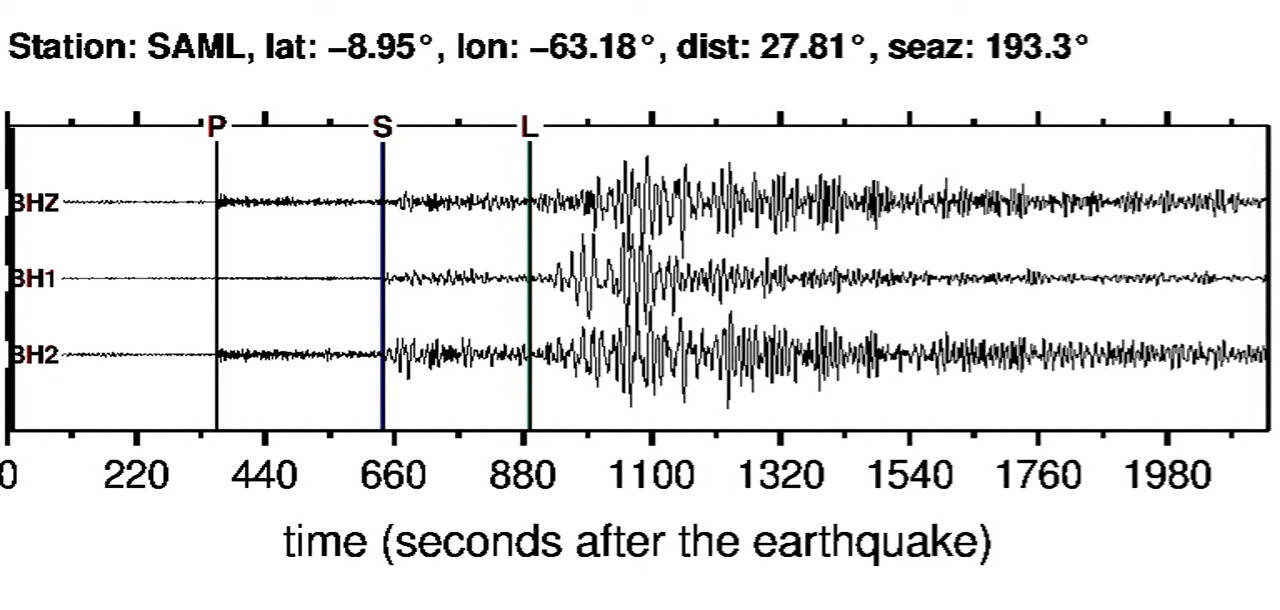 Station: SAML, lat: −8.95°, lon: −63.18°, dist: 27.81°, seaz: 193.3°
P S L
BHZ
BH1
BH2
0 220 440 660 880 1100 1320 1540 1760 1980
time (seconds after the earthquake)